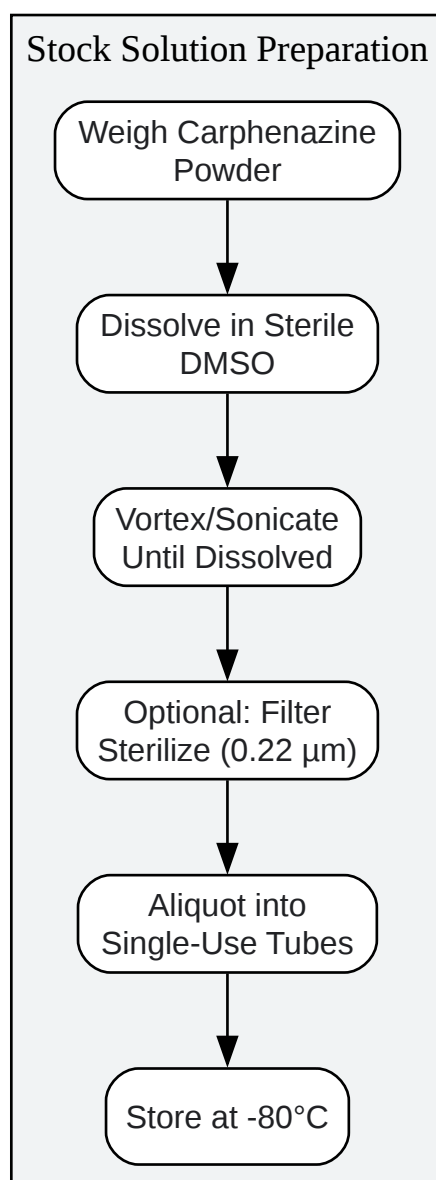 Stock Solution Preparation
Weigh Carphenazine
Powder
Dissolve in Sterile
DMSO
Vortex/Sonicate
Until Dissolved
Optional: Filter
Sterilize (0.22 µm)
Aliquot into
Single-Use Tubes
Store at -80°C